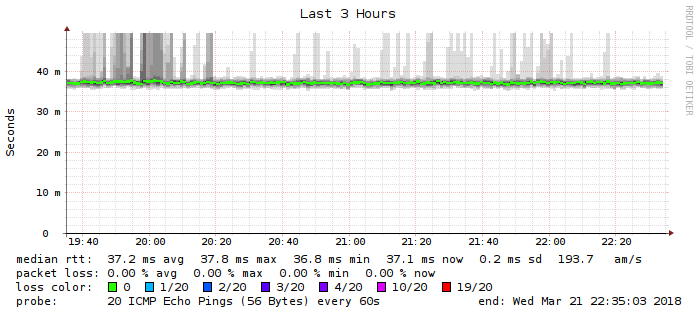 Last 3 Hours
RRDTOOL / TOBI OETIKER
Seconds
40 m
30 m
20 m
10 m
0
19:40 20:00 20:20 20:40 21:00 21:20 21:40 22:00 22:20
median rtt: 37.2 ms avg 37.8 ms max 36.8 ms min 37.1 ms now 0.2 ms sd 193.7 am/s
packet loss: 0.00 % avg 0.00 % max 0.00 % min 0.00 % now
loss color: 0 1/20 2/20 3/20 4/20 10/20 19/20
probe: 20 ICMP Echo Pings (56 Bytes) every 60s end: Wed Mar 21 22:35:03 2018